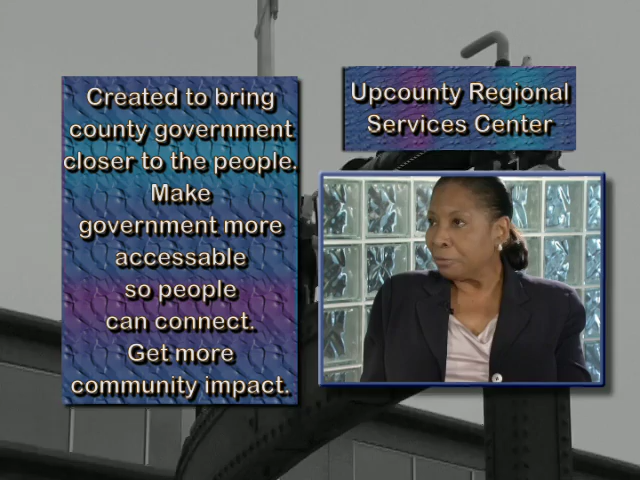 Created to bring
county government
closer to the people.
Make
government more
accessable
so people
can connect.
Get more
community impact.
Upcounty Regional
Services Center